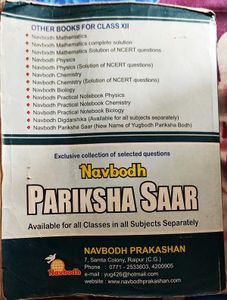 OTHER BOOKS FOR CLASS XII
Navbodh Mathematics
Navbodh Mathematics complete solution
Navbodh Mathematics Solution of NCERT questions
Navbodh Physics
Navbodh Physics (Solution of NCERT questions)
Navbodh Chemistry
Navbodh Chemistry (Solution of NCERT questions)
Navbodh Biology
Navbodh Practical Notebook Physics
Navbodh Practical Notebook Chemistry
Navbodh Practical Notebook Biology
Navbodh Digdarshika (Available for all subjects separately)
Navbodh Pariksha Saar (New Name of Yugbodh Pariksha Bodh)
Exclusive collection of selected questions
Navbodh
PARIKSHA SAAR
Available for all Classes in all Subjects Separately
Navbodh
NAVBODH PRAKASHAN
7, Samta Colony, Raipur (C.G.)
Phone : 0771 - 2533603, 4200905
e-mail : yug426@hotmail.com
website : www.navbodhprakashan.com